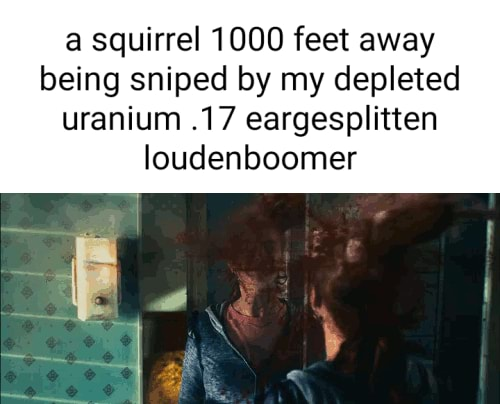 a squirrel 1000 feet away
being sniped by my depleted
uranium .17 eargesplitten
loudenboomer